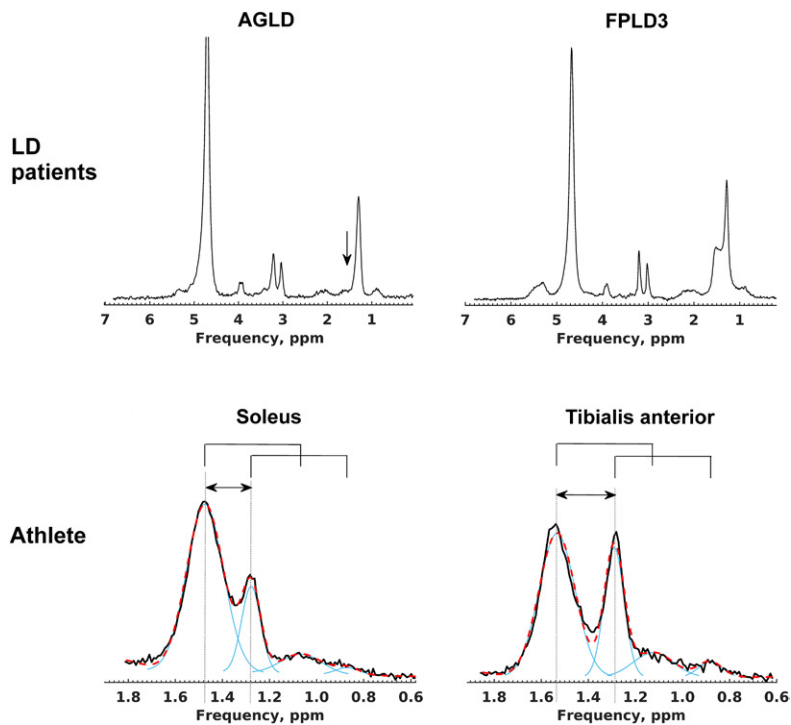 AGLD
FPLD3
LD
patients
7 6 5 4 3 2 1
Frequency, ppm
7 6 5 4 3 2 1
Frequency, ppm
Soleus
Tibialis anterior
Athlete
1.8 1.6 1.4 1.2 1.0 0.8 0.6
Frequency, ppm
1.8 1.6 1.4 1.2 1.0 0.8 0.6
Frequency, ppm